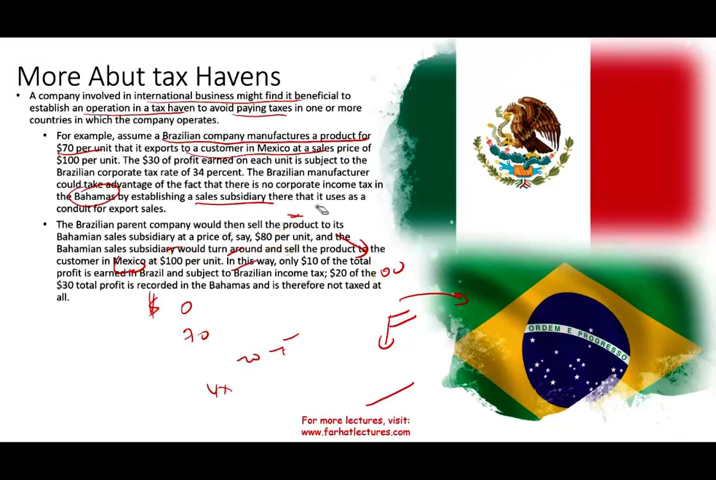 More Abut tax Havens
• A company involved in international business might find it beneficial to
establish an operation in a tax haven to avoid paying taxes in one or more
countries in which the company operates.
• For example, assume a Brazilian company manufactures a product for
$70 per unit that it exports to a customer in Mexico at a sales price of
$100 per unit. The $30 of profit earned on each unit is subject to the
Brazilian corporate tax rate of 34 percent. The Brazilian manufacturer
could take advantage of the fact that there is no corporate income tax in
the Bahamas by establishing a sales subsidiary there that it uses as a
conduit for export sales.
• The Brazilian parent company would then sell the product to its
Bahamian sales subsidiary at a price of, say, $80 per unit, and the
Bahamian sales subsidiary would turn around and sell the product to the
customer in Mexico at $100 per unit. In this way, only $10 of the total
profit is earned in Brazil and subject to Brazilian income tax; $20 of the
$30 total profit is recorded in the Bahamas and is therefore not taxed at
all.
$ 0
70
ORDEM E PROGRESSO
For more lectures, visit:
www.farhatlectures.com